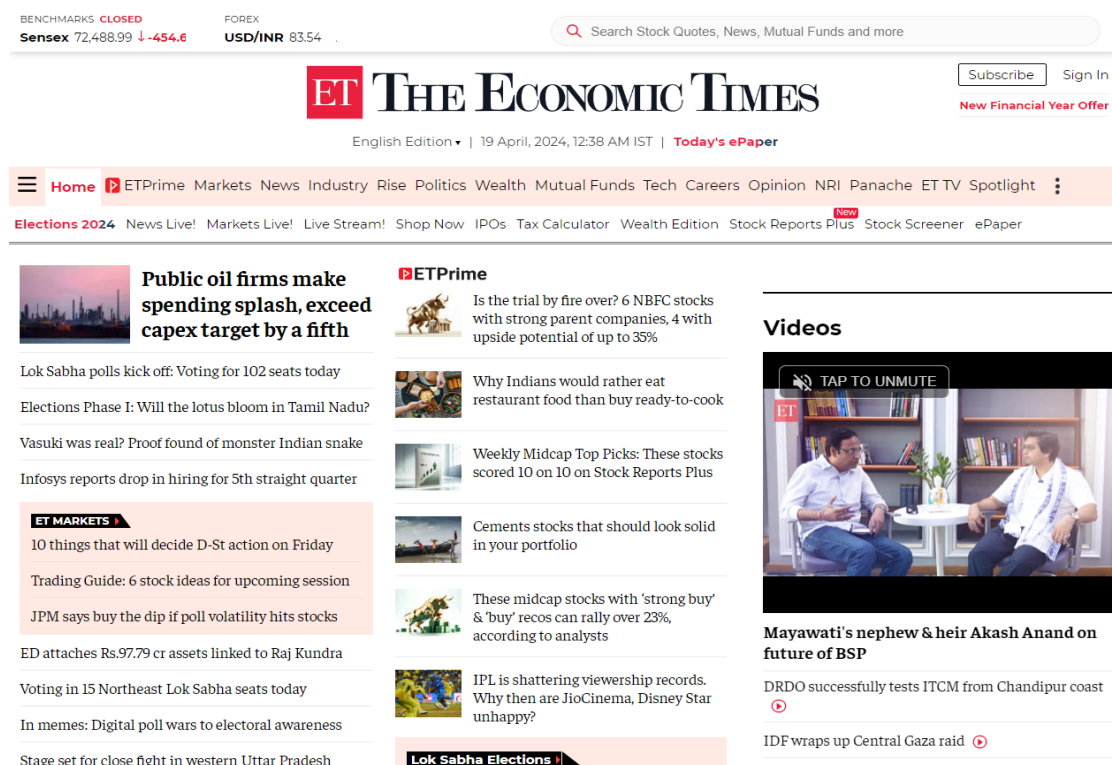 BENCHMARKS CLOSED
Sensex 72,488.99 ↓ -454.6
FOREX
USD/INR 83.54
Search Stock Quotes, News, Mutual Funds and more
ET THE ECONOMIC TIMES
Subscribe Sign In
New Financial Year Offer
English Edition ▾ | 19 April, 2024, 12:38 AM IST | Today's ePaper
Home ETPrime Markets News Industry Rise Politics Wealth Mutual Funds Tech Careers Opinion NRI Panache ET TV Spotlight
New
Elections 2024 News Live! Markets Live! Live Stream! Shop Now IPOs Tax Calculator Wealth Edition Stock Reports Plus Stock Screener ePaper
Public oil firms make
spending splash, exceed
capex target by a fifth
Lok Sabha polls kick off: Voting for 102 seats today
Elections Phase I: Will the lotus bloom in Tamil Nadu?
Vasuki was real? Proof found of monster Indian snake
Infosys reports drop in hiring for 5th straight quarter
ET MARKETS
10 things that will decide D-St action on Friday
Trading Guide: 6 stock ideas for upcoming session
JPM says buy the dip if poll volatility hits stocks
ED attaches Rs.97.79 cr assets linked to Raj Kundra
Voting in 15 Northeast Lok Sabha seats today
In memes: Digital poll wars to electoral awareness
Stage set for close fight in western Uttar Pradesh
ETPrime
Is the trial by fire over? 6 NBFC stocks
with strong parent companies, 4 with
upside potential of up to 35%
Why Indians would rather eat
restaurant food than buy ready-to-cook
Weekly Midcap Top Picks: These stocks
scored 10 on 10 on Stock Reports Plus
Cements stocks that should look solid
in your portfolio
These midcap stocks with ‘strong buy’
& ‘buy’ recos can rally over 23%,
according to analysts
IPL is shattering viewership records.
Why then are JioCinema, Disney Star
unhappy?
Lok Sabha Elections
Videos
TAP TO UNMUTE
ET
Mayawati's nephew & heir Akash Anand on
future of BSP
DRDO successfully tests ITCM from Chandipur coast
IDF wraps up Central Gaza raid